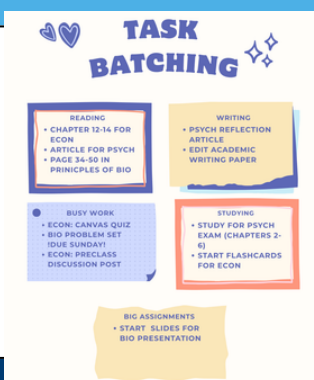 TASK
BATCHING
READING
• CHAPTER 12-14 FOR
ECON
• ARTICLE FOR PSYCH
• PAGE 34-50 IN
PRINICPLES OF BIO
WRITING
• PSYCH REFLECTION
ARTICLE
• EDIT ACADEMIC
WRITING PAPER
BUSY WORK
• ECON: CANVAS QUIZ
• BIO PROBLEM SET
!DUE SUNDAY!
• ECON: PRECLASS
DISCUSSION POST
STUDYING
• STUDY FOR PSYCH
EXAM (CHAPTERS 2-
6)
• START FLASHCARDS
FOR ECON
BIG ASSIGNMENTS
• START SLIDES FOR
BIO PRESENTATION